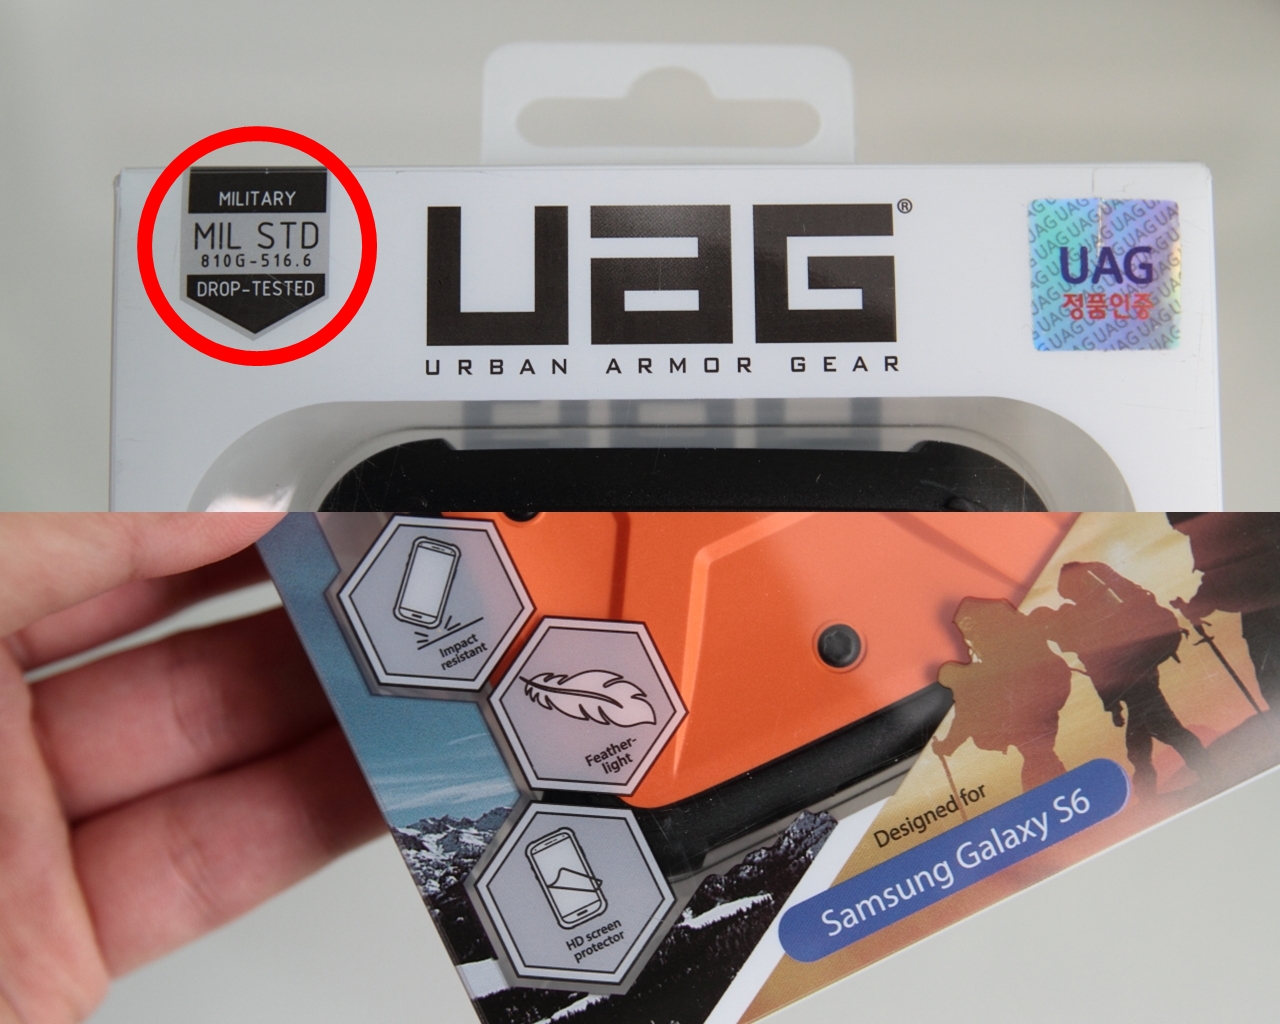 MILITARY
MIL STD
810G-516.6
DROP-TESTED
UAG®
URBAN ARMOR GEAR
UAG
정품인증
Impact
resistant
Feather-
light
HD screen
protector
Designed for
Samsung Galaxy S6